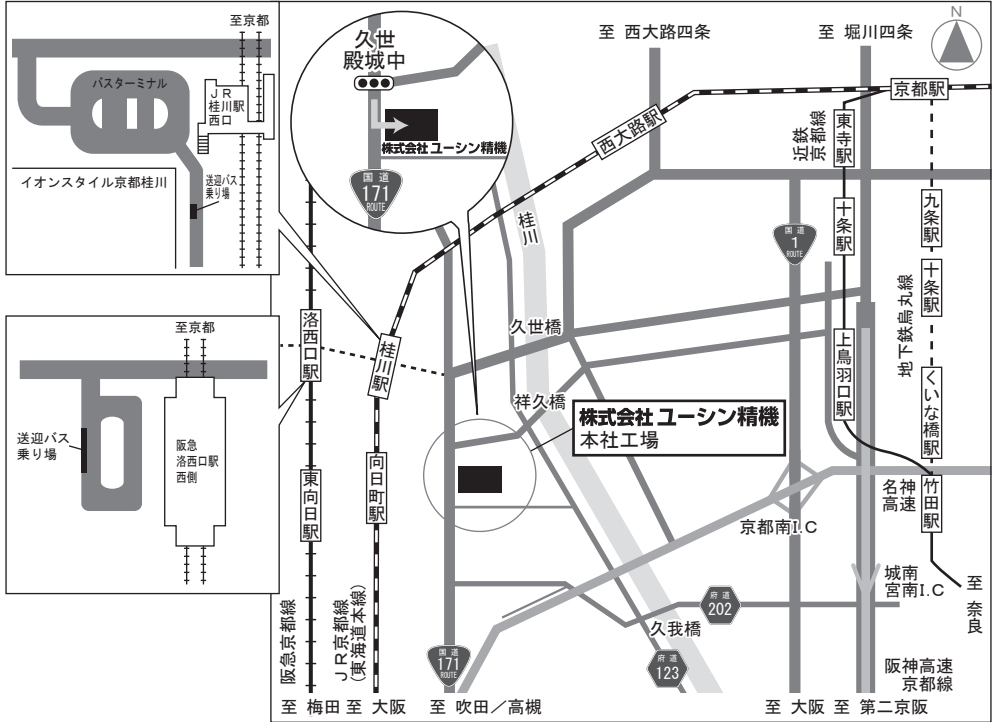 至京都
バスターミナル
JR
桂川駅
西口
イオンスタイル京都桂川
送迎バス
乗り場
至京都
送迎バス
乗り場
阪急
洛西口駅
西側
久世
殿城中
株式会社 ユーシン精機
国道
171
ROUTE
至 西大路四条
至 堀川四条
N
京都駅
西大路駅
近鉄
京都線
東寺駅
桂川
国道
1
ROUTE
十条駅
九条駅
十条駅
地下鉄烏丸線
洛西口駅
桂川駅
久世橋
上鳥羽口駅
くいな橋駅
祥久橋
株式会社 ユーシン精機
本社工場
東向日駅
向日町駅
名神
高速
竹田駅
京都南I.C
城南
宮南I.C
至 奈良
府道
202
久我橋
府道
123
国道
171
ROUTE
阪急京都線
JR京都線
(東海道本線)
阪神高速
京都線
至 梅田
至 大阪
至 吹田/高槻
至 大阪
至 第二京阪